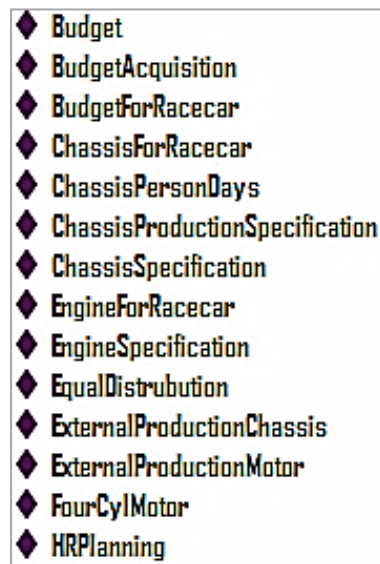 Budget
BudgetAcquisition
BudgetForRacecar
ChassisForRacecar
ChassisPersonDays
ChassisProductionSpecification
ChassisSpecification
EngineForRacecar
EngineSpecification
EqualDistrubution
ExternalProductionChassis
ExternalProductionMotor
FourCylMotor
HRPlanning